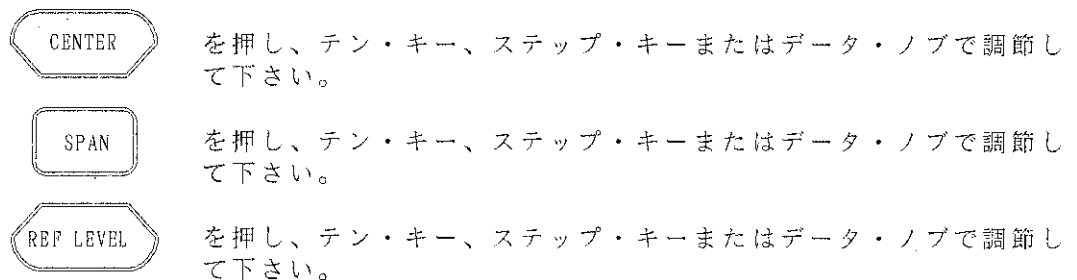 CENTER を押し、テン・キー、ステップ・キーまたはデータ・ノブで調節し
て下さい。
SPAN を押し、テン・キー、ステップ・キーまたはデータ・ノブで調節し
て下さい。
REF LEVEL を押し、テン・キー、ステップ・キーまたはデータ・ノブで調節し
て下さい。